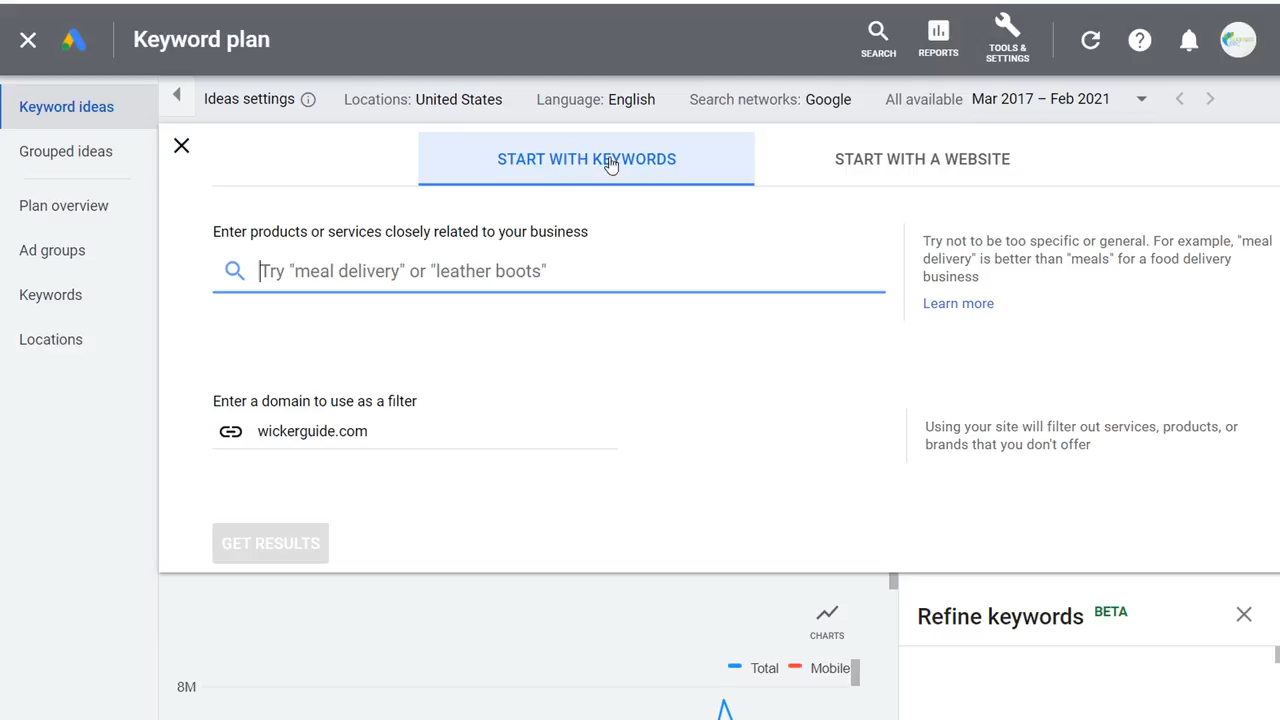 Keyword plan
SEARCH
REPORTS
TOOLS &
SETTINGS
Keyword ideas
Grouped ideas
Plan overview
Ad groups
Keywords
Locations
Ideas settings
Locations: United States
Language: English
Search networks: Google
All available Mar 2017 – Feb 2021
START WITH KEYWORDS
START WITH A WEBSITE
Enter products or services closely related to your business
Try "meal delivery" or "leather boots"
Try not to be too specific or general. For example, "meal
delivery" is better than "meals" for a food delivery
business
Learn more
Enter a domain to use as a filter
wickerguide.com
Using your site will filter out services, products, or
brands that you don't offer
GET RESULTS
CHARTS
Total Mobile
8M
Refine keywords BETA